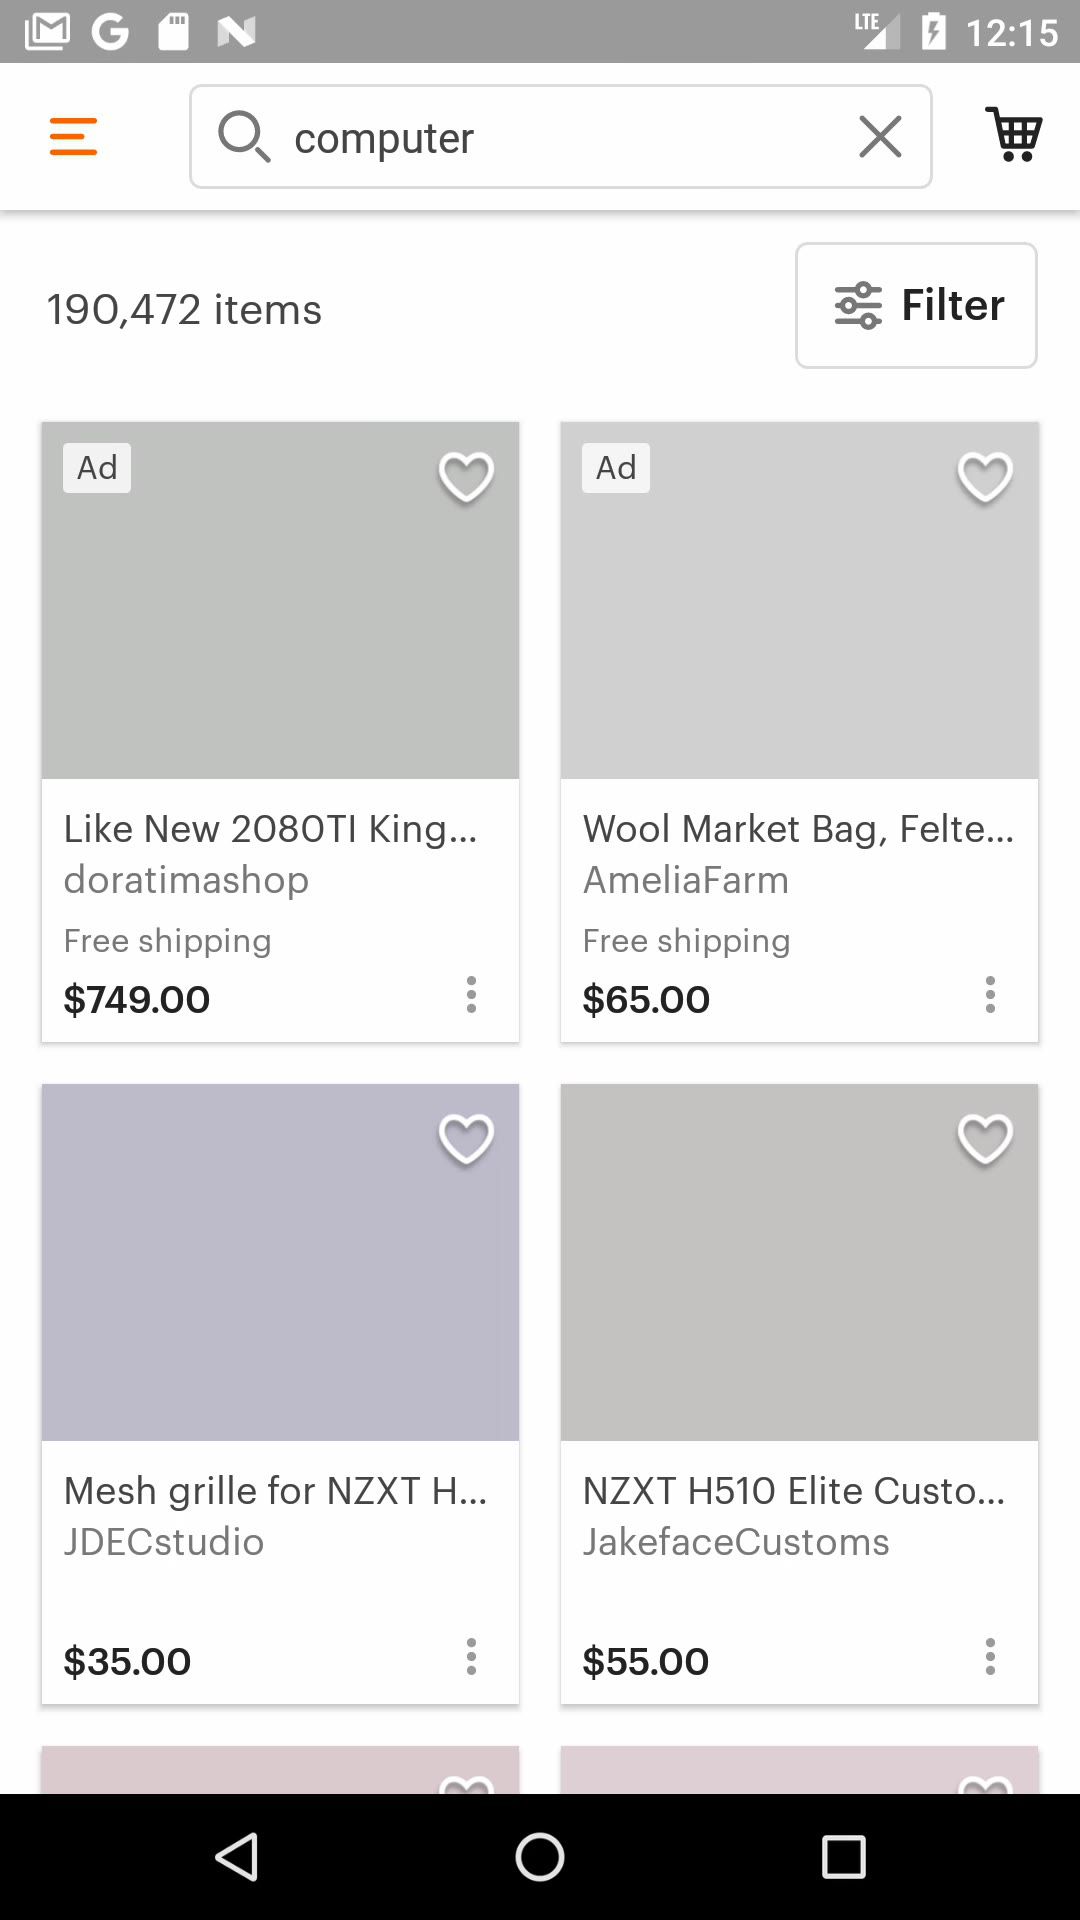 LTE 12:15
computer
190,472 items
Filter
Ad
Ad
Like New 2080TI King...
doratimashop
Free shipping
$749.00
Wool Market Bag, Felte...
AmeliaFarm
Free shipping
$65.00
Mesh grille for NZXT H...
JDECstudio
$35.00
NZXT H510 Elite Custo...
JakefaceCustoms
$55.00